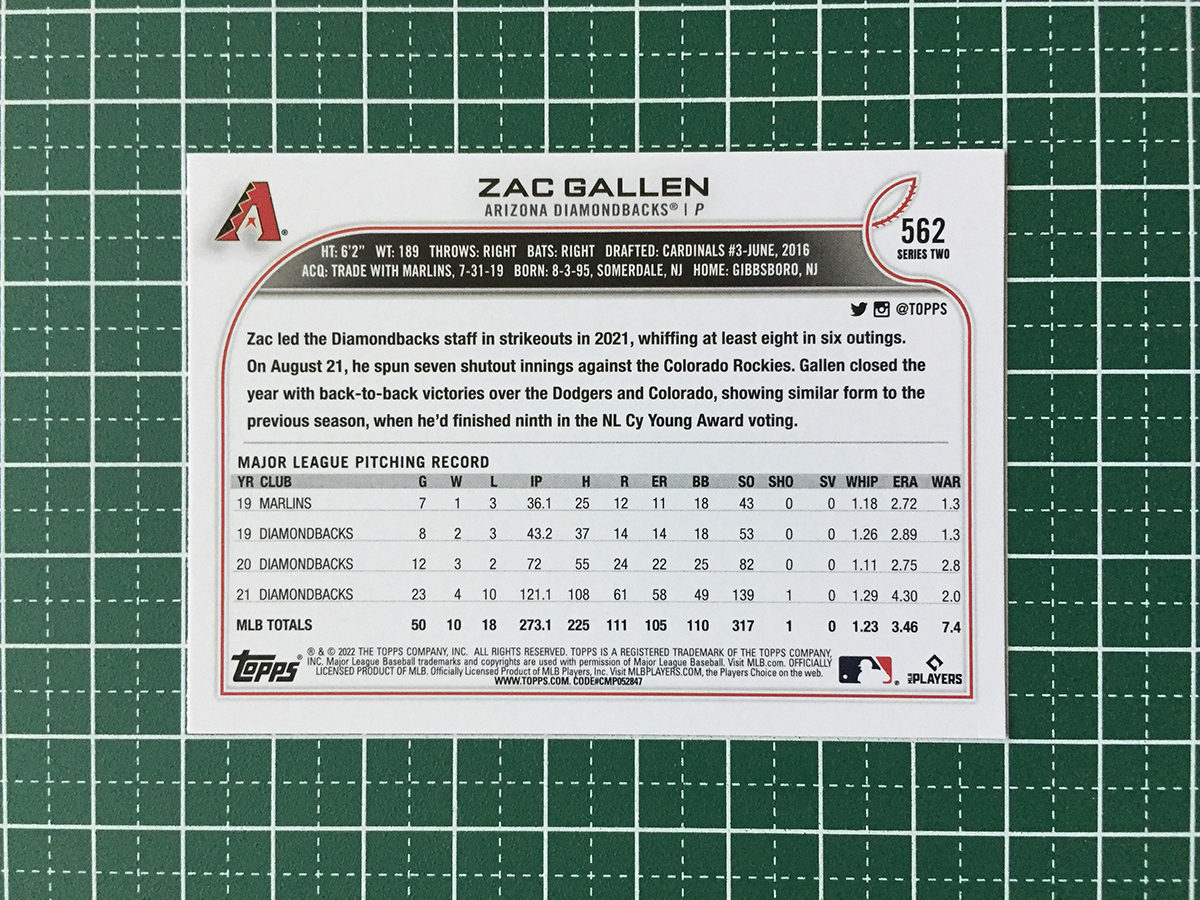 ZAC GALLEN
ARIZONA DIAMONDBACKS® | P
562
SERIES TWO
HT: 6'2" WT: 189 THROWS: RIGHT BATS: RIGHT DRAFTED: CARDINALS #3-JUNE, 2016
ACQ: TRADE WITH MARLINS, 7-31-19 BORN: 8-3-95, SOMERDALE, NJ HOME: GIBBSBORO, NJ
@TOPPS
Zac led the Diamondbacks staff in strikeouts in 2021, whiffing at least eight in six outings.
On August 21, he spun seven shutout innings against the Colorado Rockies. Gallen closed the
year with back-to-back victories over the Dodgers and Colorado, showing similar form to the
previous season, when he'd finished ninth in the NL Cy Young Award voting.
MAJOR LEAGUE PITCHING RECORD
YR CLUB G W L IP H R ER BB SO SHO SV WHIP ERA WAR
19 MARLINS 7 1 3 36.1 25 12 11 18 43 0 0 1.18 2.72 1.3
19 DIAMONDBACKS 8 2 3 43.2 37 14 14 18 53 0 0 1.26 2.89 1.3
20 DIAMONDBACKS 12 3 2 72 55 24 22 25 82 0 0 1.11 2.75 2.8
21 DIAMONDBACKS 23 4 10 121.1 108 61 58 49 139 1 0 1.29 4.30 2.0
MLB TOTALS 50 10 18 273.1 225 111 105 110 317 1 0 1.23 3.46 7.4
Topps ® & © 2022 THE TOPPS COMPANY, INC. ALL RIGHTS RESERVED. TOPPS IS A REGISTERED TRADEMARK OF THE TOPPS COMPANY,
INC. Major League Baseball trademarks and copyrights are used with permission of Major League Baseball. Visit MLB.com. OFFICIALLY
LICENSED PRODUCT OF MLB. Officially Licensed Product of MLB Players, Inc. Visit MLBPLAYERS.COM, the Players Choice on the web.
WWW.TOPPS.COM. CODE#CMP052847
MLB PLAYERS